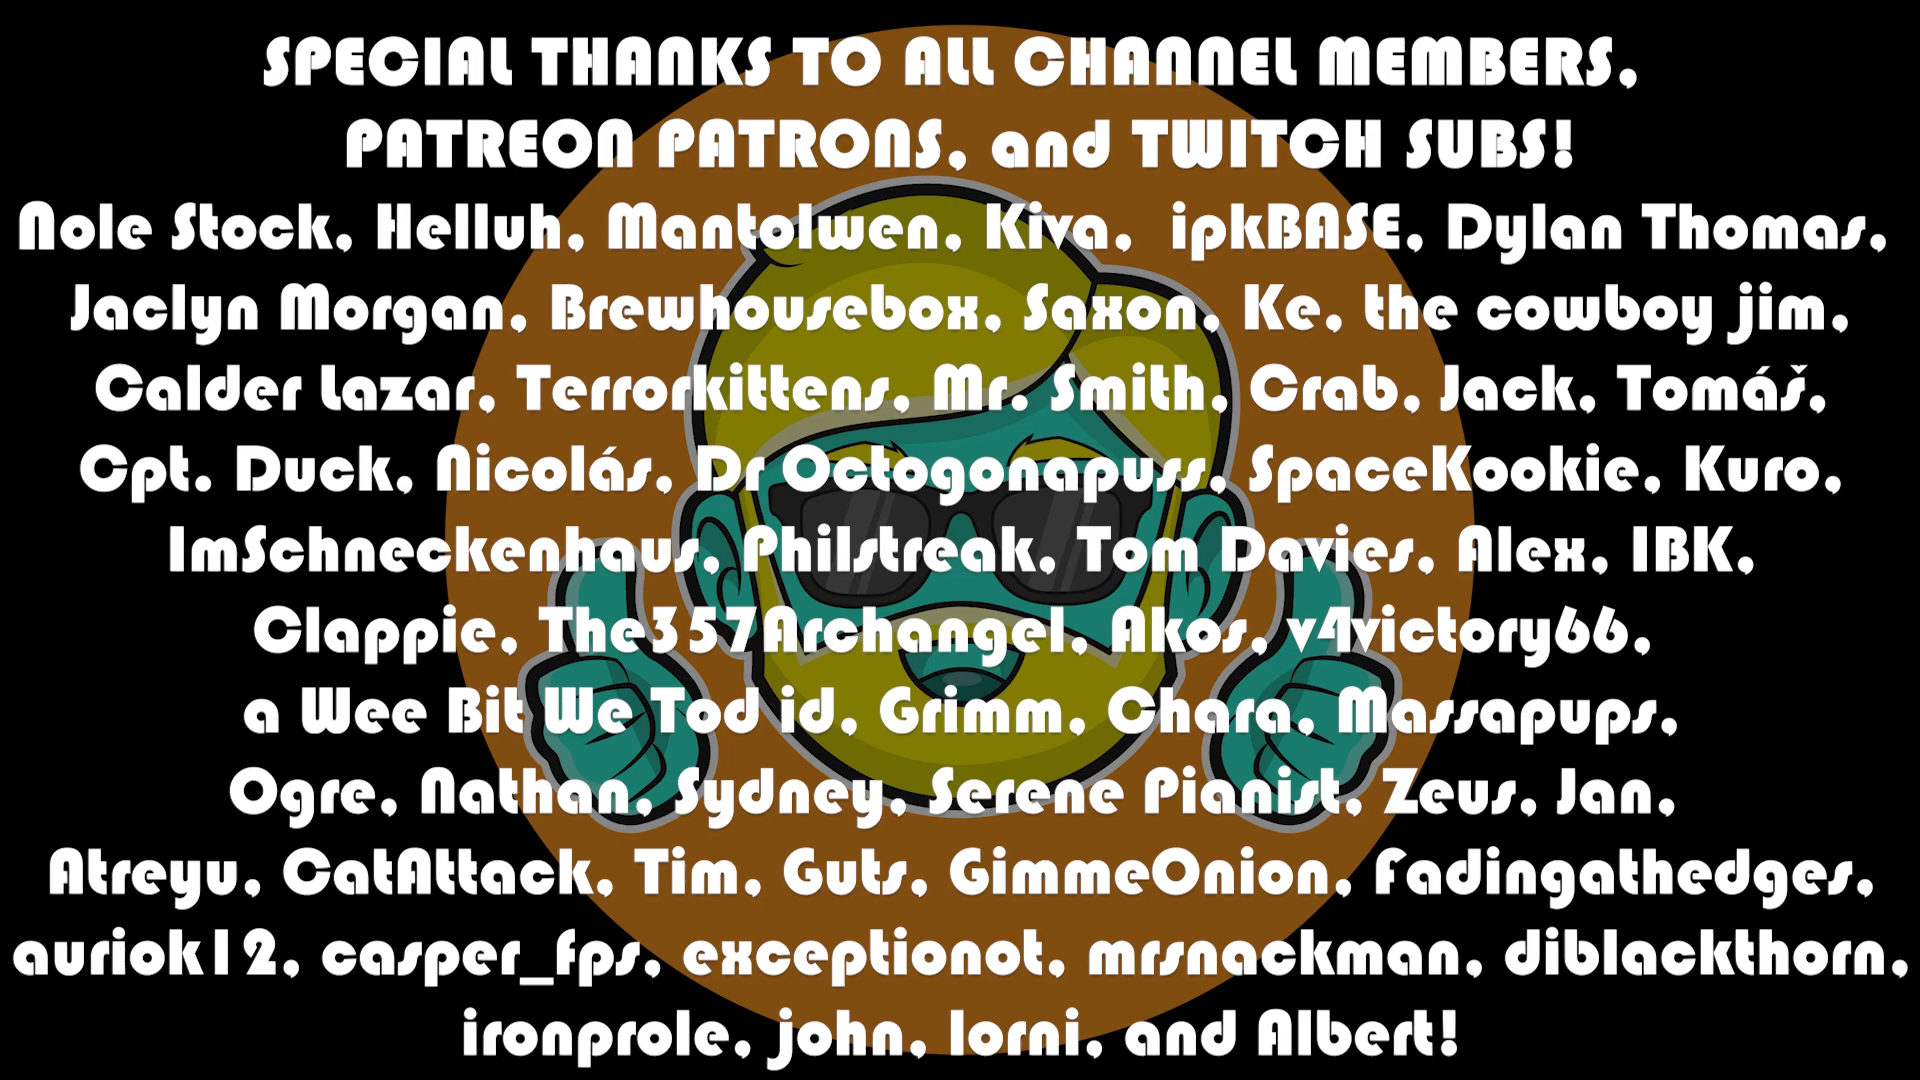 SPECIAL THANKS TO ALL CHANNEL MEMBERS,
PATREON PATRONS, and TWITCH SUBS!
Nole Stock, Helluh, Mantolwen, Kiva, ipkBASE, Dylan Thomas,
Jaclyn Morgan, Brewhousebox, Saxon, Ke, the cowboy jim,
Calder Lazar, Terrorkittens, Mr. Smith, Crab, Jack, Tomáš,
Cpt. Duck, Nicolás, Dr Octogonapuss, SpaceKookie, Kuro,
ImSchneckenhaus, Philstreak, Tom Davies, Alex, IBK,
Clappie, The357Archangel, Akos, v4victory66,
a Wee Bit We Tod id, Grimm, Chara, Massapups,
Ogre, Nathan, Sydney, Serene Pianist, Zeus, Jan,
Atreyu, CatAttack, Tim, Guts, GimmeOnion, Fadingathedges,
auriok12, casper_fps, exceptionot, mrsnackman, diblackthorn,
ironprole, john, lorni, and Albert!